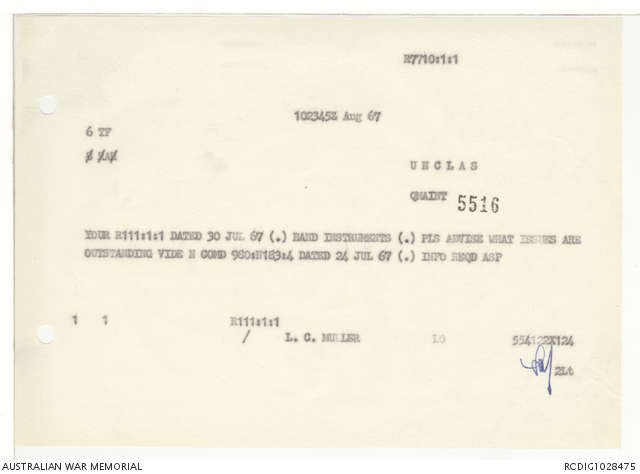 R7710:1:1
102345Z Aug 67
6 TF
UNCLAS
QMAINT 5516
YOUR R111:1:1 DATED 30 JUL 67 (.) BAND INSTRUMENTS (.) PLS ADVISE WHAT ISSUES ARE
OUTSTANDING VIDE N COMD 980:N183:4 DATED 24 JUL 67 (.) INFO REQD ASP
1 1 R111:1:1
/ L. C. MULLER LG 554122X124
2Lt
AUSTRALIAN WAR MEMORIAL RCDIG1028475